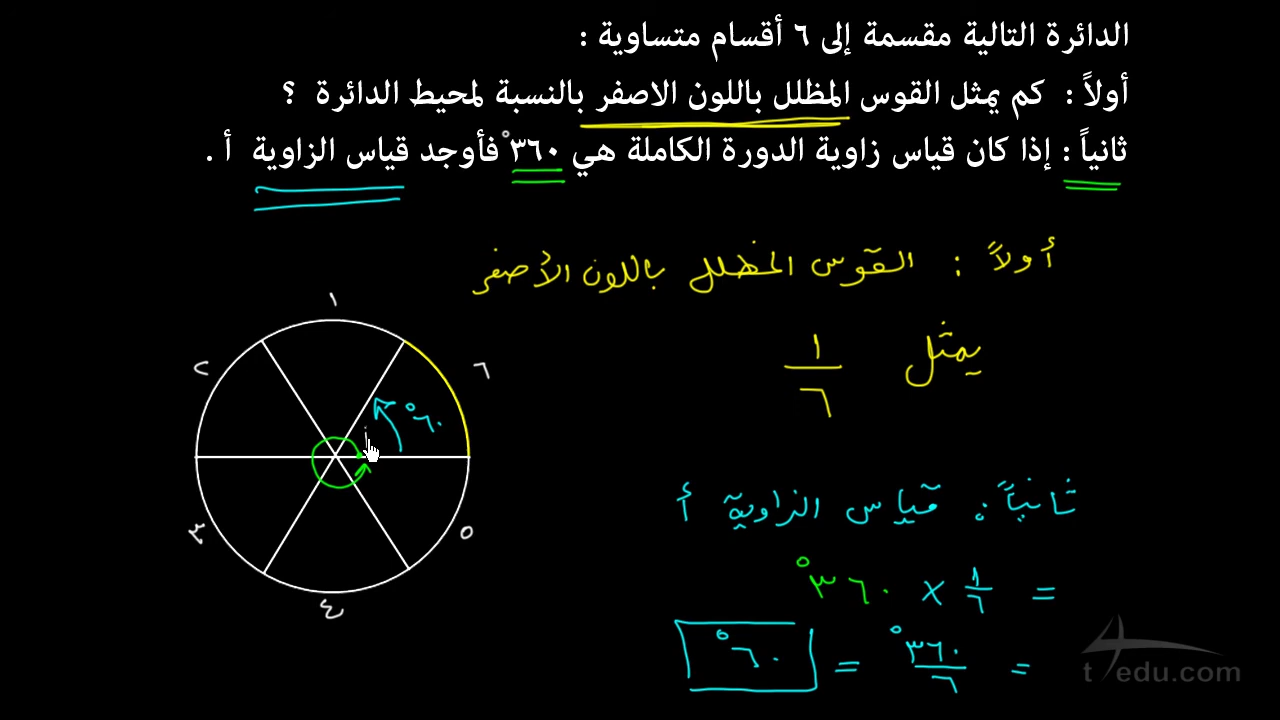 الدائرة التالية مقسمة إلى ٦ أقسام متساوية :
أولاً : كم يمثل القوس المظلل باللون الاصفر بالنسبة لمحيط الدائرة ؟
ثانياً : إذا كان قياس زاوية الدورة الكاملة هي ٣٦٠° فأوجد قياس الزاوية أ .
أولاً : القوس المظلل باللون الأصفر
يمثل ١/٦
١
٢
٦
٦٠°
٣
٥
٤
ثانياً : قياس الزاوية أ
= ١/٦ × ٣٦٠°
= ٣٦٠°/٦ = ٦٠°
t4edu.com